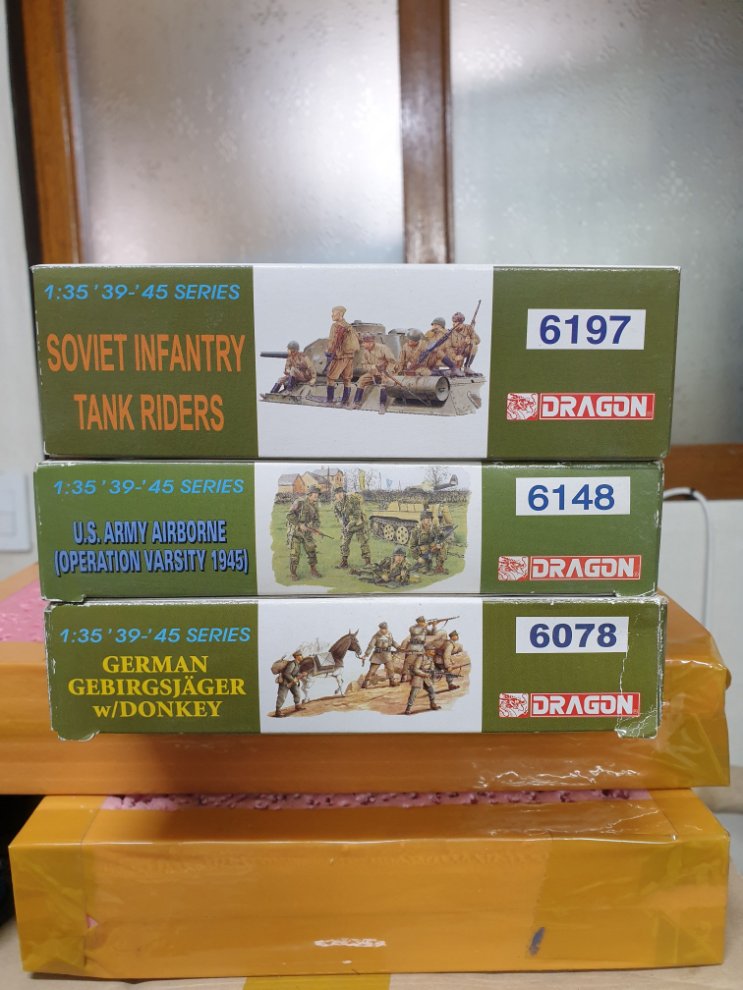 1:35 '39-'45 SERIES
SOVIET INFANTRY
TANK RIDERS
6197
DRAGON
1:35 '39-'45 SERIES
U.S. ARMY AIRBORNE
(OPERATION VARSITY 1945)
6148
DRAGON
1:35 '39-'45 SERIES
GERMAN
GEBIRGSJÄGER
w/DONKEY
6078
DRAGON